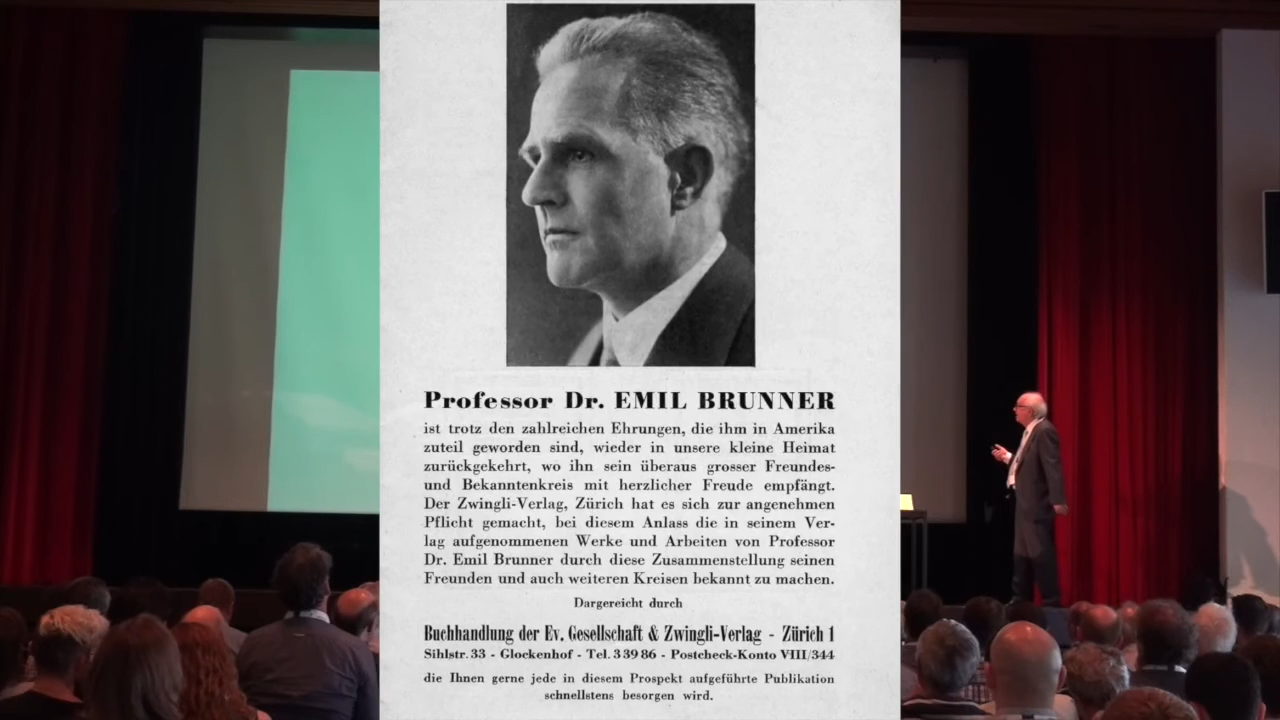 Professor Dr. EMIL BRUNNER
ist trotz den zahlreichen Ehrungen, die ihm in Amerika
zuteil geworden sind, wieder in unsere kleine Heimat
zurückgekehrt, wo ihn sein überaus grosser Freundes-
und Bekanntenkreis mit herzlicher Freude empfängt.
Der Zwingli-Verlag, Zürich hat es sich zur angenehmen
Pflicht gemacht, bei diesem Anlass die in seinem Ver-
lag aufgenommenen Werke und Arbeiten von Professor
Dr. Emil Brunner durch diese Zusammenstellung seinen
Freunden und auch weiteren Kreisen bekannt zu machen.
Dargereicht durch
Buchhandlung der Ev. Gesellschaft & Zwingli-Verlag - Zürich 1
Sihlstr. 33 - Glockenhof - Tel. 3 39 86 - Postcheck-Konto VIII/344
die Ihnen gerne jede in diesem Prospekt aufgeführte Publikation
schnellstens besorgen wird.